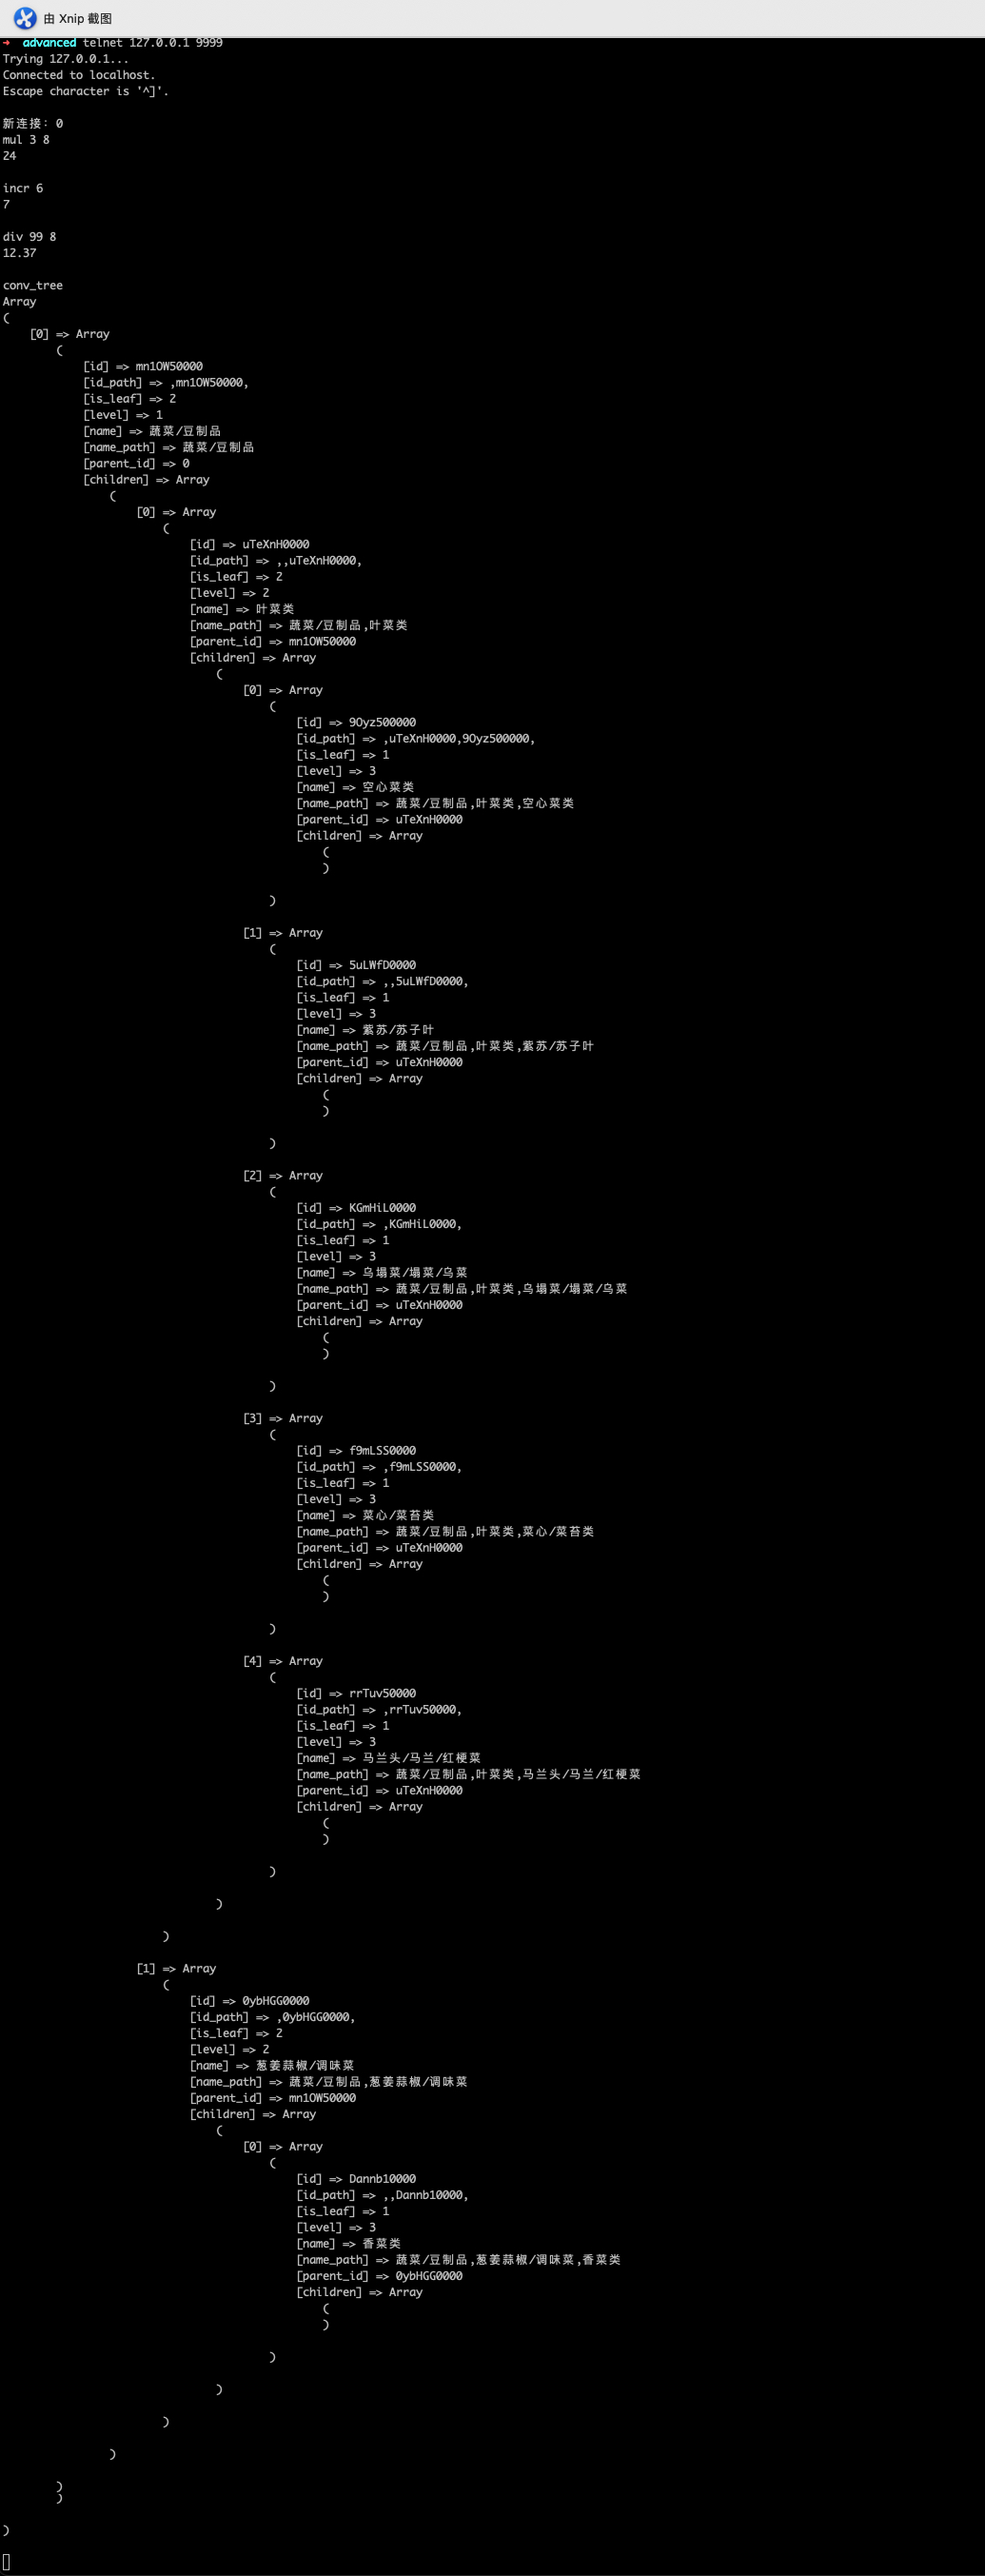 由 Xnip 截图
→ advanced telnet 127.0.0.1 9999
Trying 127.0.0.1...
Connected to localhost.
Escape character is '^]'.
新连接: 0
mul 3 8
24
incr 6
7
div 99 8
12.37
conv_tree
Array
(
[0] => Array
(
[id] => mn1OW50000
[id_path] => ,mn1OW50000,
[is_leaf] => 2
[level] => 1
[name] => 蔬菜/豆制品
[name_path] => 蔬菜/豆制品
[parent_id] => 0
[children] => Array
(
[0] => Array
(
[id] => uTeXnH0000
[id_path] => ,,uTeXnH0000,
[is_leaf] => 2
[level] => 2
[name] => 叶菜类
[name_path] => 蔬菜/豆制品,叶菜类
[parent_id] => mn1OW50000
[children] => Array
(
[0] => Array
(
[id] => 9Oyz500000
[id_path] => ,uTeXnH0000,9Oyz500000,
[is_leaf] => 1
[level] => 3
[name] => 空心菜类
[name_path] => 蔬菜/豆制品,叶菜类,空心菜类
[parent_id] => uTeXnH0000
[children] => Array
(
)
)
[1] => Array
(
[id] => 5uLWfD0000
[id_path] => ,,5uLWfD0000,
[is_leaf] => 1
[level] => 3
[name] => 紫苏/苏子叶
[name_path] => 蔬菜/豆制品,叶菜类,紫苏/苏子叶
[parent_id] => uTeXnH0000
[children] => Array
(
)
)
[2] => Array
(
[id] => KGmHiL0000
[id_path] => ,KGmHiL0000,
[is_leaf] => 1
[level] => 3
[name] => 乌塌菜/塌菜/乌菜
[name_path] => 蔬菜/豆制品,叶菜类,乌塌菜/塌菜/乌菜
[parent_id] => uTeXnH0000
[children] => Array
(
)
)
[3] => Array
(
[id] => f9mLSS0000
[id_path] => ,f9mLSS0000,
[is_leaf] => 1
[level] => 3
[name] => 菜心/菜苔类
[name_path] => 蔬菜/豆制品,叶菜类,菜心/菜苔类
[parent_id] => uTeXnH0000
[children] => Array
(
)
)
[4] => Array
(
[id] => rrTuv50000
[id_path] => ,rrTuv50000,
[is_leaf] => 1
[level] => 3
[name] => 马兰头/马兰/红梗菜
[name_path] => 蔬菜/豆制品,叶菜类,马兰头/马兰/红梗菜
[parent_id] => uTeXnH0000
[children] => Array
(
)
)
)
)
[1] => Array
(
[id] => 0ybHGG0000
[id_path] => ,0ybHGG0000,
[is_leaf] => 2
[level] => 2
[name] => 葱姜蒜椒/调味菜
[name_path] => 蔬菜/豆制品,葱姜蒜椒/调味菜
[parent_id] => mn1OW50000
[children] => Array
(
[0] => Array
(
[id] => Dannb10000
[id_path] => ,,Dannb10000,
[is_leaf] => 1
[level] => 3
[name] => 香菜类
[name_path] => 蔬菜/豆制品,葱姜蒜椒/调味菜,香菜类
[parent_id] => 0ybHGG0000
[children] => Array
(
)
)
)
)
)
)
)
)